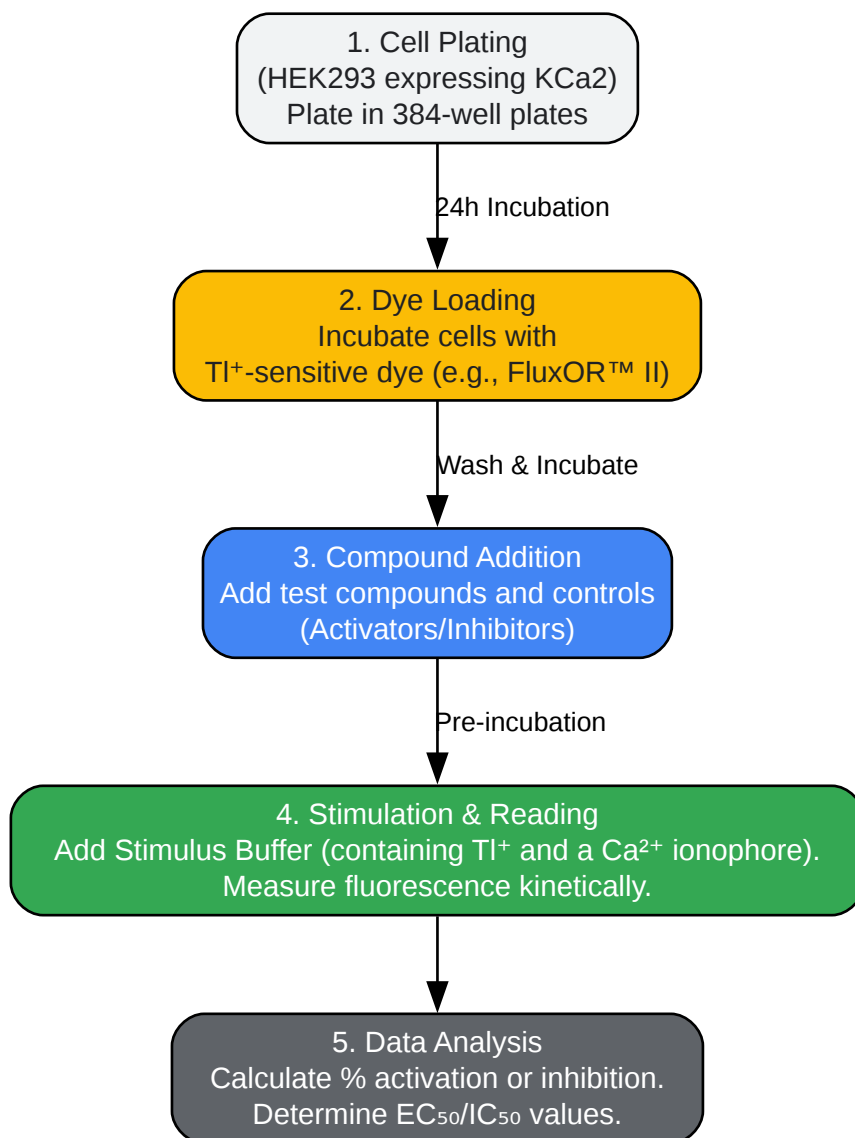 1. Cell Plating
(HEK293 expressing KCa2)
Plate in 384-well plates
24h Incubation
2. Dye Loading
Incubate cells with
Tl⁺-sensitive dye (e.g., FluxOR™ II)
Wash & Incubate
3. Compound Addition
Add test compounds and controls
(Activators/Inhibitors)
Pre-incubation
4. Stimulation & Reading
Add Stimulus Buffer (containing Tl⁺ and a Ca²⁺ ionophore).
Measure fluorescence kinetically.
5. Data Analysis
Calculate % activation or inhibition.
Determine EC₅₀/IC₅₀ values.